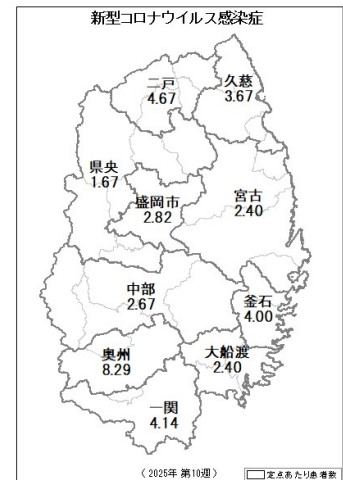 新型コロナウイルス感染症
二戸
4.67
久慈
3.67
県央
1.67
盛岡市
2.82
宮古
2.40
中部
2.67
釜石
4.00
奥州
8.29
大船渡
2.40
一関
4.14
(2025年 第10週)
定点あたり患者数